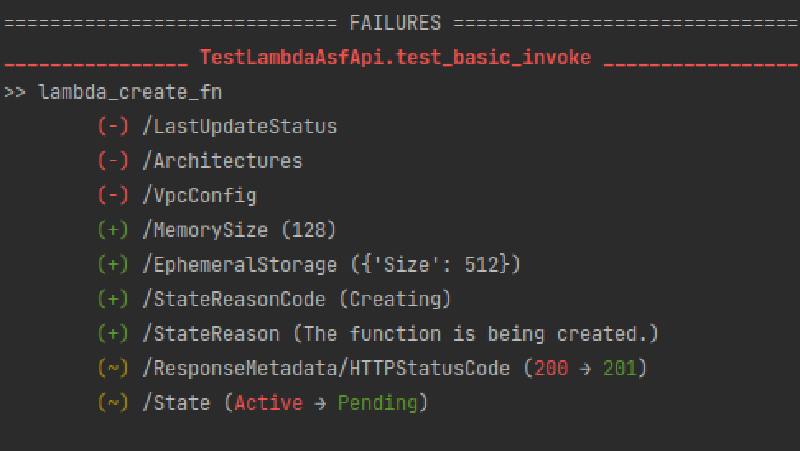 ============================= FAILURES ==============================
________________ TestLambdaAsfApi.test_basic_invoke _________________
>> lambda_create_fn
(-) /LastUpdateStatus
(-) /Architectures
(-) /VpcConfig
(+) /MemorySize (128)
(+) /EphemeralStorage ({'Size': 512})
(+) /StateReasonCode (Creating)
(+) /StateReason (The function is being created.)
(~) /ResponseMetadata/HTTPStatusCode (200 → 201)
(~) /State (Active → Pending)